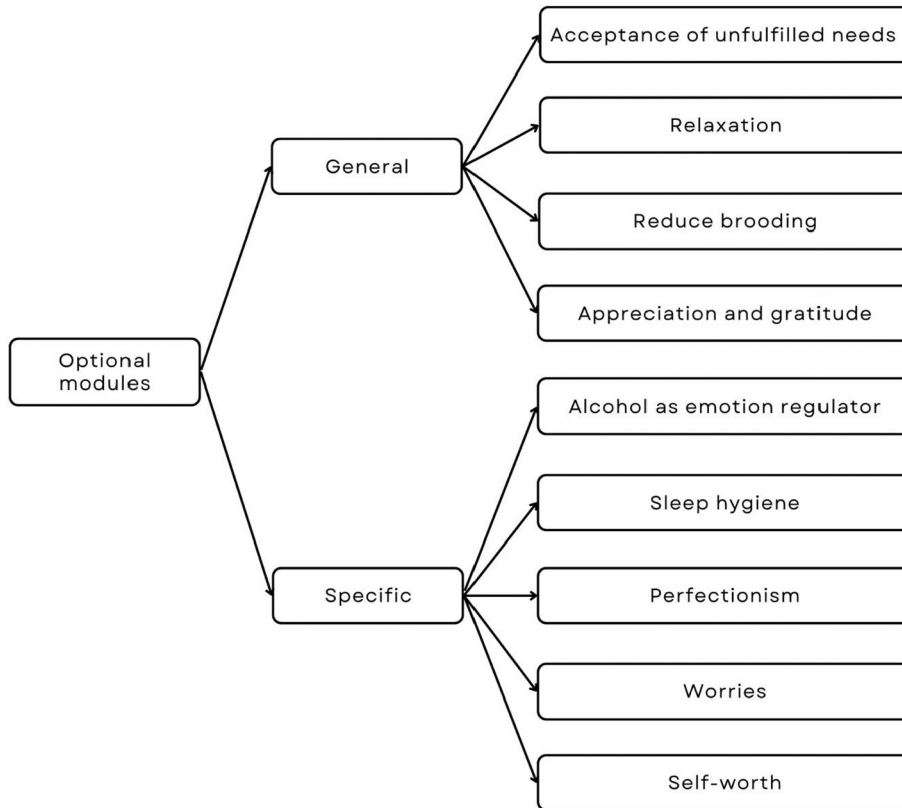 Optional
modules
General
Acceptance of unfulfilled needs
Relaxation
Reduce brooding
Appreciation and gratitude
Specific
Alcohol as emotion regulator
Sleep hygiene
Perfectionism
Worries
Self-worth